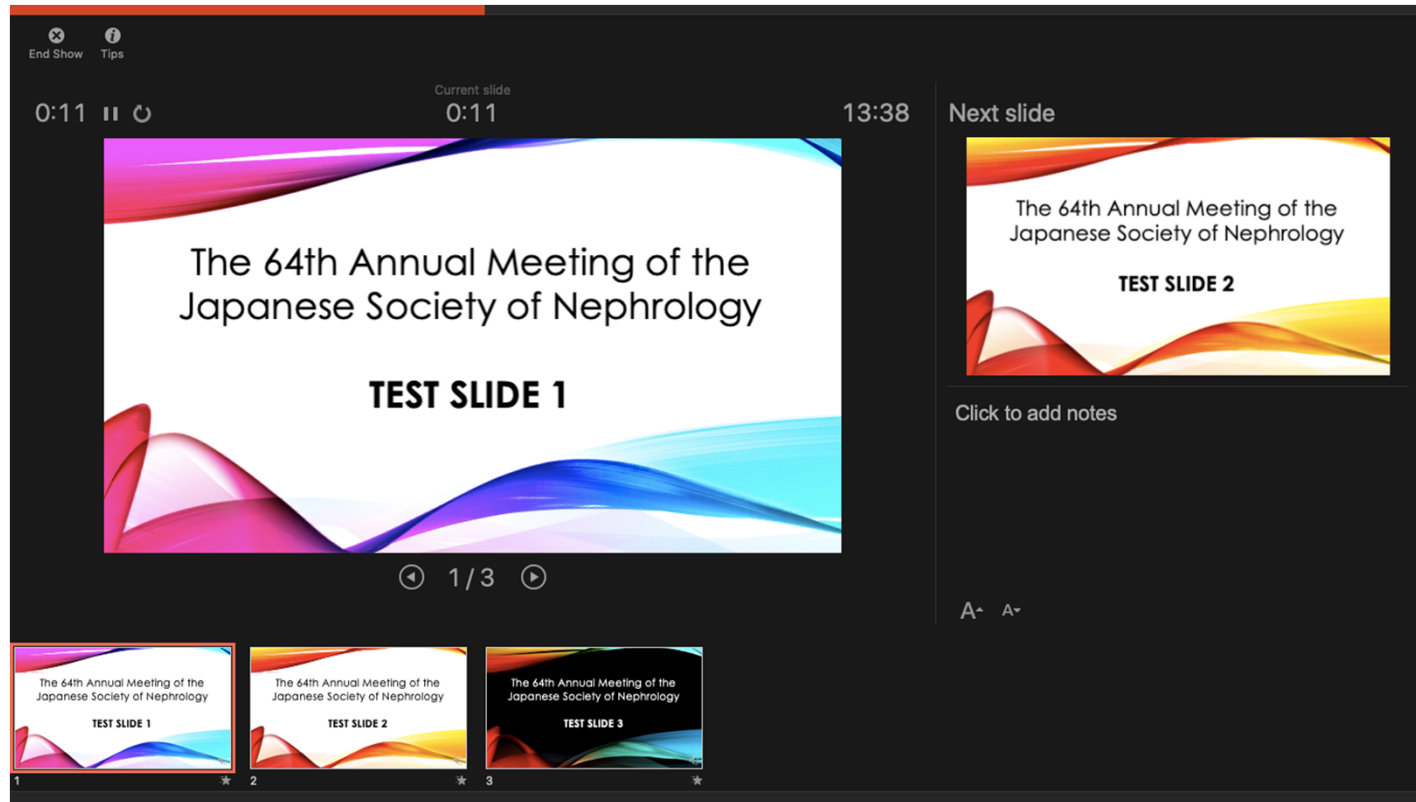 End Show Tips
Current slide
0:11 0:11 13:38
The 64th Annual Meeting of the
Japanese Society of Nephrology
TEST SLIDE 1
1 / 3
Next slide
The 64th Annual Meeting of the
Japanese Society of Nephrology
TEST SLIDE 2
Click to add notes
A A
The 64th Annual Meeting of the
Japanese Society of Nephrology
TEST SLIDE 1
1
The 64th Annual Meeting of the
Japanese Society of Nephrology
TEST SLIDE 2
2
The 64th Annual Meeting of the
Japanese Society of Nephrology
TEST SLIDE 3
3